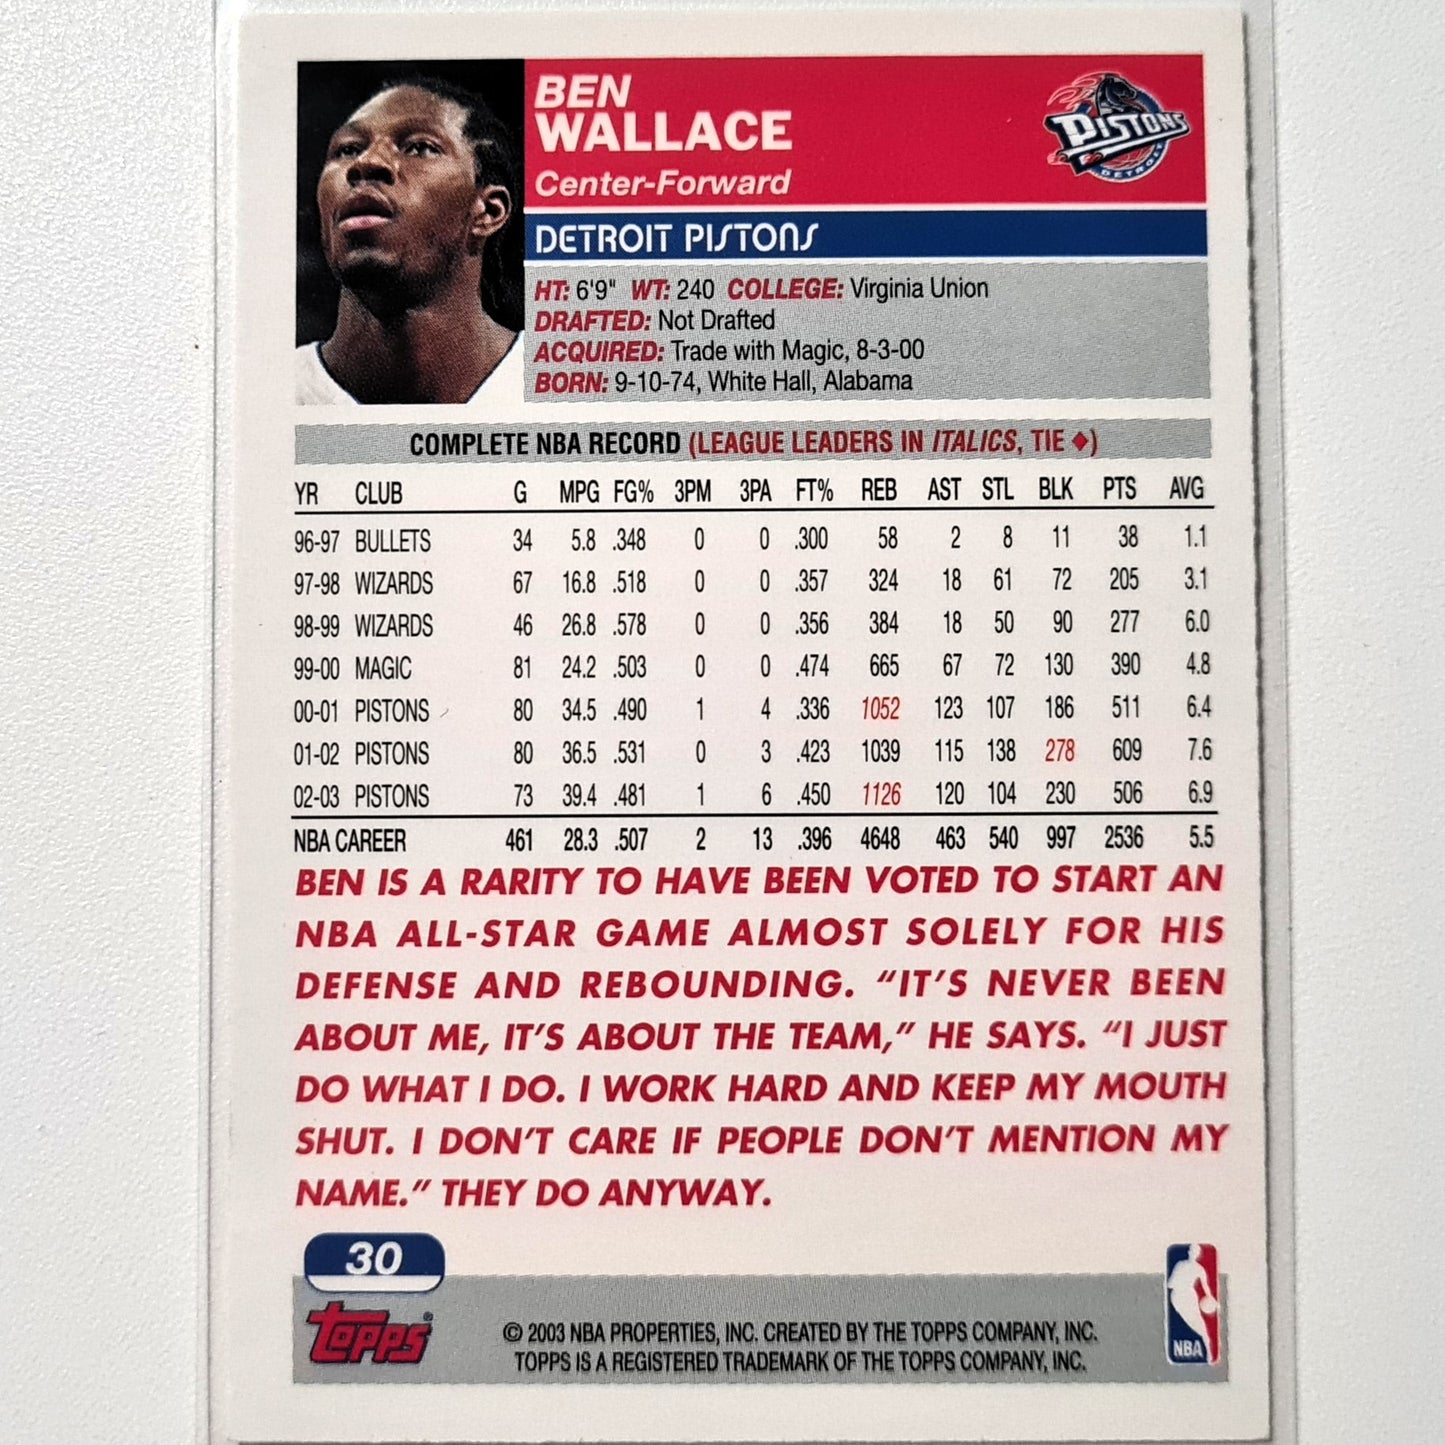 BEN
WALLACE
Center-Forward
PISTONS
DETROIT
DETROIT PISTONS
HT: 6'9" WT: 240 COLLEGE: Virginia Union
DRAFTED: Not Drafted
ACQUIRED: Trade with Magic, 8-3-00
BORN: 9-10-74, White Hall, Alabama
COMPLETE NBA RECORD (LEAGUE LEADERS IN ITALICS, TIE ♦)
YR CLUB G MPG FG% 3PM 3PA FT% REB AST STL BLK PTS AVG
96-97 BULLETS 34 5.8 .348 0 0 .300 58 2 8 11 38 1.1
97-98 WIZARDS 67 16.8 .518 0 0 .357 324 18 61 72 205 3.1
98-99 WIZARDS 46 26.8 .578 0 0 .356 384 18 50 90 277 6.0
99-00 MAGIC 81 24.2 .503 0 0 .474 665 67 72 130 390 4.8
00-01 PISTONS 80 34.5 .490 1 4 .336 1052 123 107 186 511 6.4
01-02 PISTONS 80 36.5 .531 0 3 .423 1039 115 138 278 609 7.6
02-03 PISTONS 73 39.4 .481 1 6 .450 1126 120 104 230 506 6.9
NBA CAREER 461 28.3 .507 2 13 .396 4648 463 540 997 2536 5.5
BEN IS A RARITY TO HAVE BEEN VOTED TO START AN
NBA ALL-STAR GAME ALMOST SOLELY FOR HIS
DEFENSE AND REBOUNDING. “IT’S NEVER BEEN
ABOUT ME, IT’S ABOUT THE TEAM,” HE SAYS. “I JUST
DO WHAT I DO. I WORK HARD AND KEEP MY MOUTH
SHUT. I DON’T CARE IF PEOPLE DON’T MENTION MY
NAME.” THEY DO ANYWAY.
30
TOPPS®
© 2003 NBA PROPERTIES, INC. CREATED BY THE TOPPS COMPANY, INC.
TOPPS IS A REGISTERED TRADEMARK OF THE TOPPS COMPANY, INC.
NBA